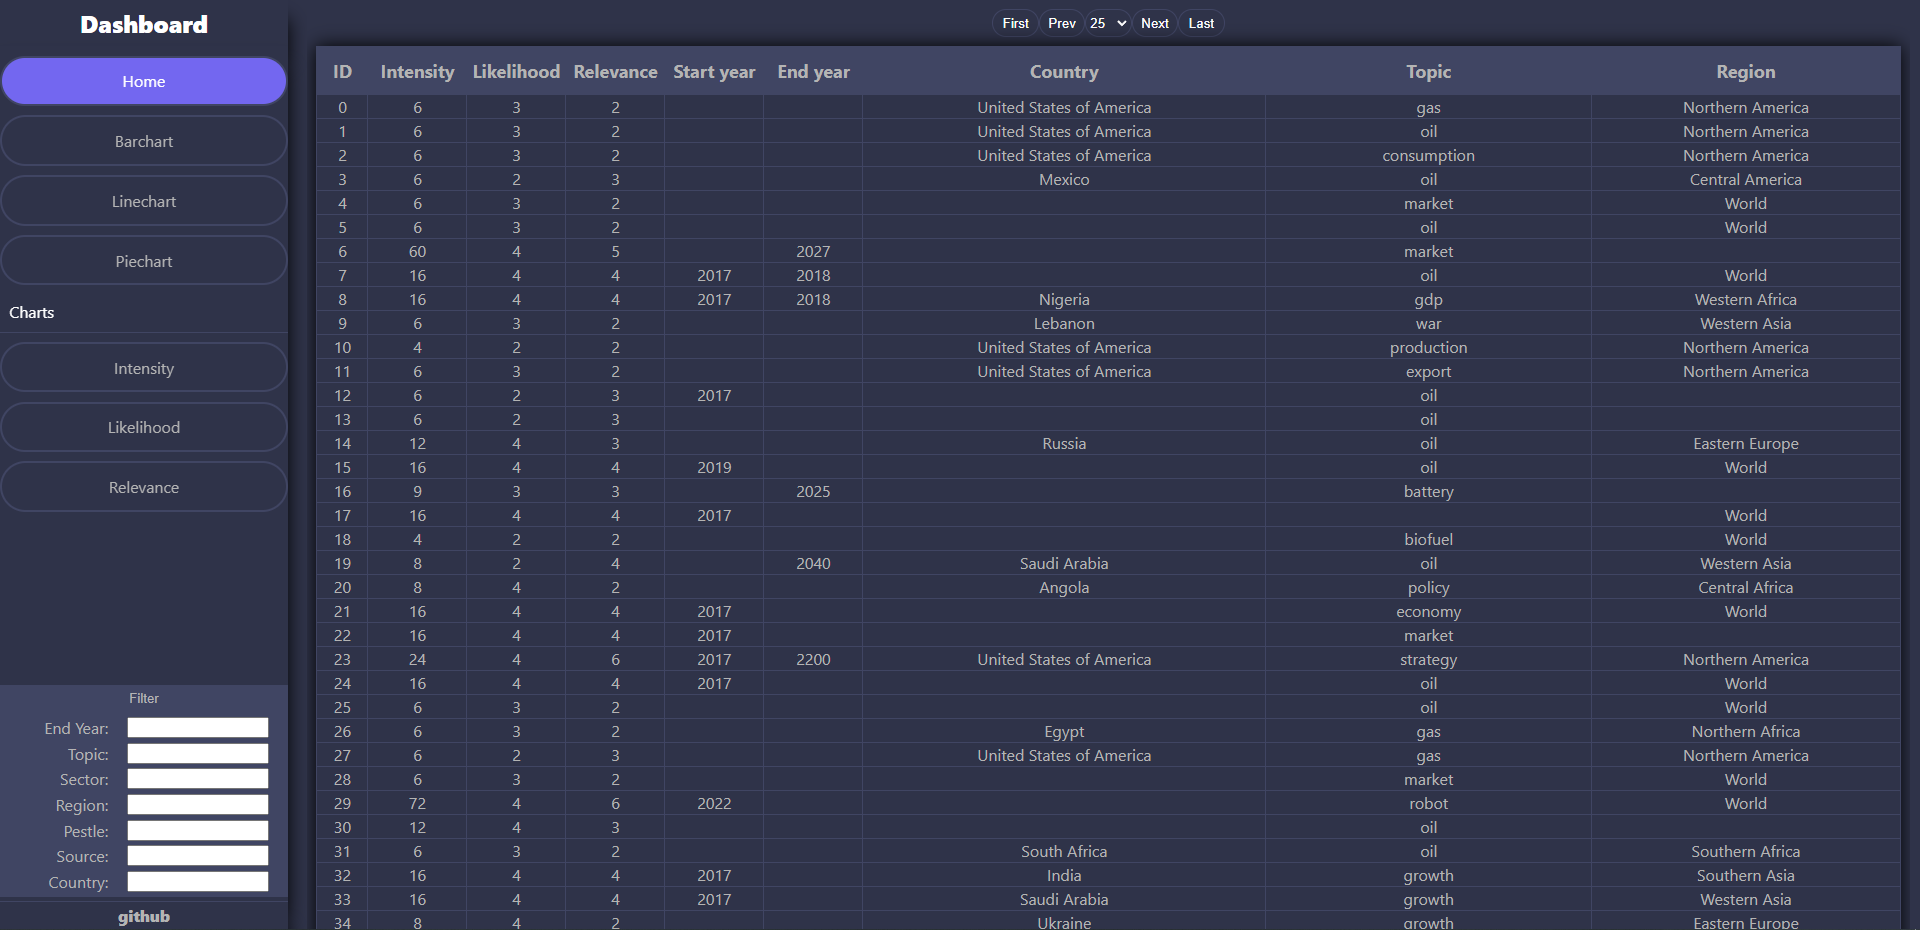 Dashboard
Home
Barchart
Linechart
Piechart
Charts
Intensity
Likelihood
Relevance
Filter
End Year:
Topic:
Sector:
Region:
Pestle:
Source:
Country:
github
First Prev 25 Next Last
ID Intensity Likelihood Relevance Start year End year Country Topic Region
0 6 3 2 United States of America gas Northern America
1 6 3 2 United States of America oil Northern America
2 6 3 2 United States of America consumption Northern America
3 6 2 3 Mexico oil Central America
4 6 3 2 market World
5 6 3 2 oil World
6 60 4 5 2027 market
7 16 4 4 2017 2018 oil World
8 16 4 4 2017 2018 Nigeria gdp Western Africa
9 6 3 2 Lebanon war Western Asia
10 4 2 2 United States of America production Northern America
11 6 3 2 United States of America export Northern America
12 6 2 3 2017 oil
13 6 2 3 oil
14 12 4 3 Russia oil Eastern Europe
15 16 4 4 2019 oil World
16 9 3 3 2025 battery
17 16 4 4 2017 World
18 4 2 2 biofuel World
19 8 2 4 2040 Saudi Arabia oil Western Asia
20 8 4 2 Angola policy Central Africa
21 16 4 4 2017 economy World
22 16 4 4 2017 market
23 24 4 6 2017 2200 United States of America strategy Northern America
24 16 4 4 2017 oil World
25 6 3 2 oil World
26 6 3 2 Egypt gas Northern Africa
27 6 2 3 United States of America gas Northern America
28 6 3 2 market World
29 72 4 6 2022 robot World
30 12 4 3 oil
31 6 3 2 South Africa oil Southern Africa
32 16 4 4 2017 India growth Southern Asia
33 16 4 4 2017 Saudi Arabia growth Western Asia
34 8 4 2 Ukraine growth Eastern Europe